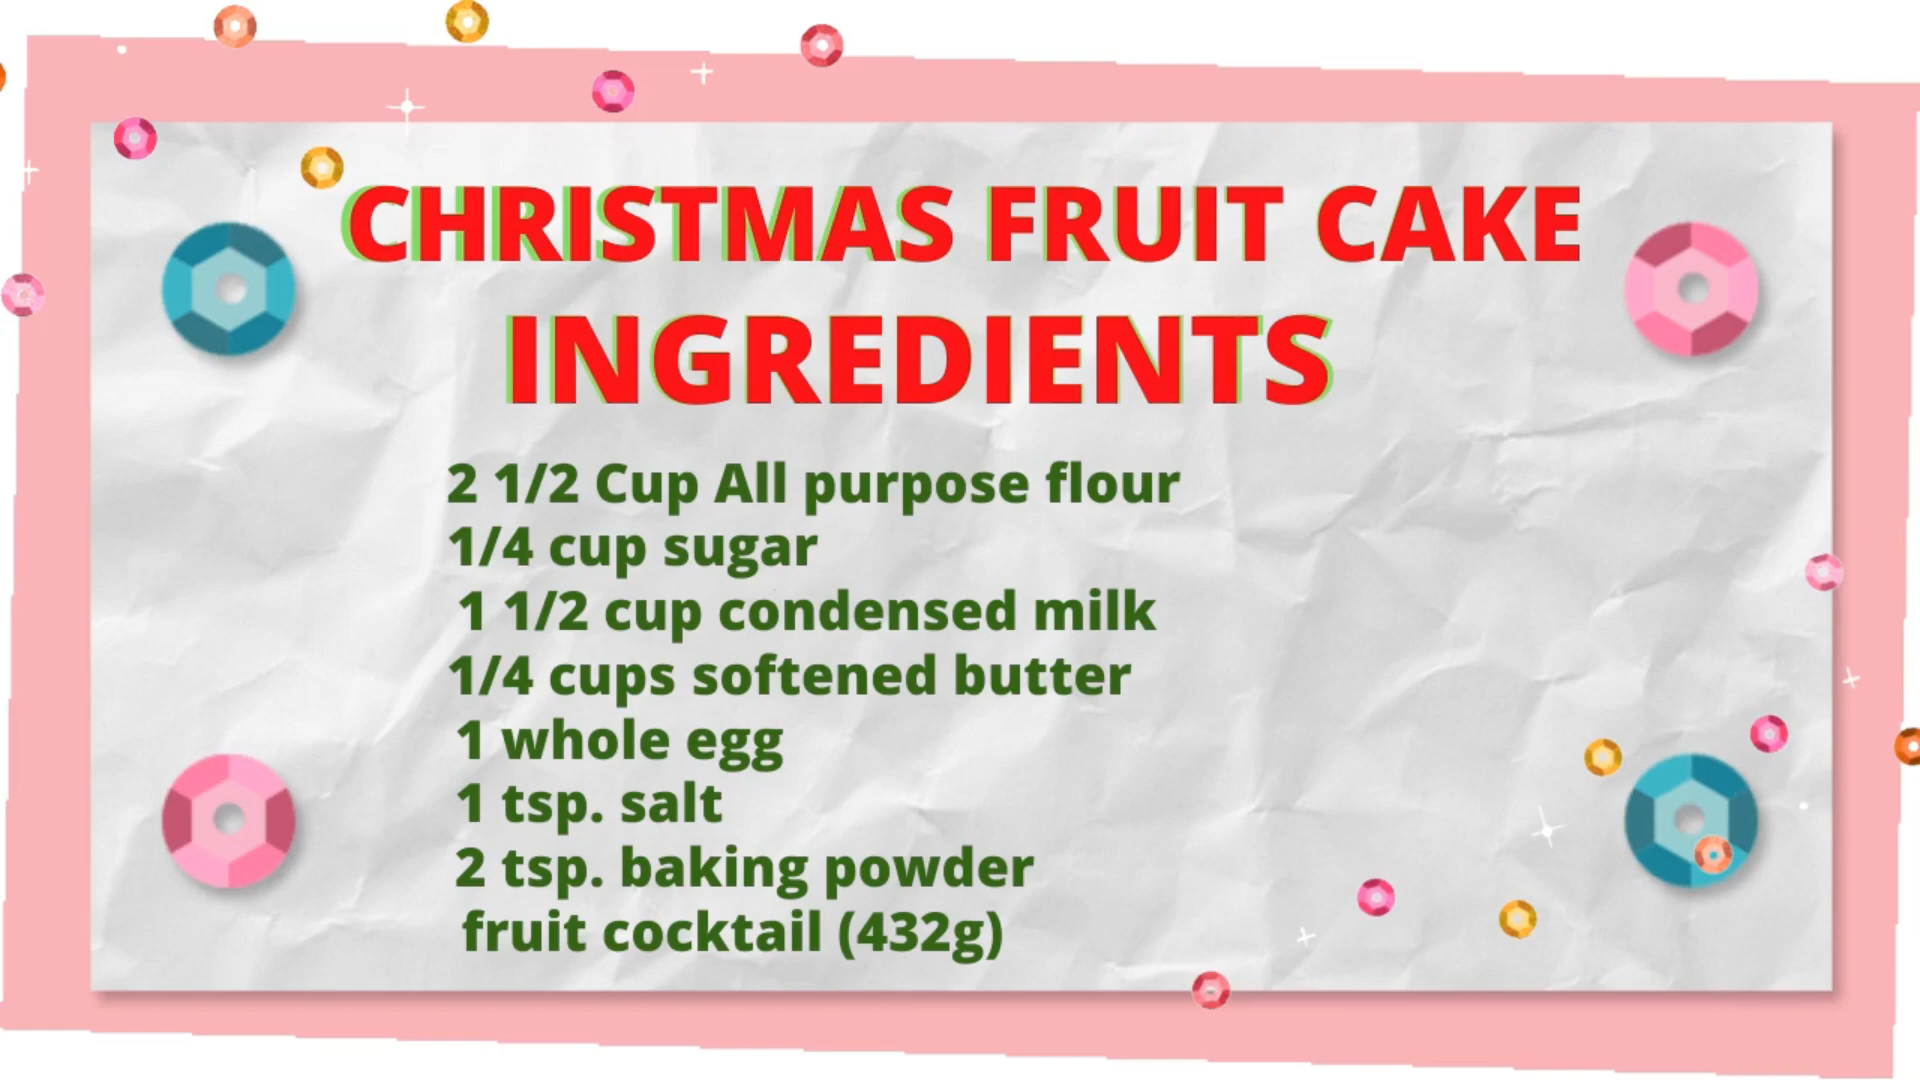 CHRISTMAS FRUIT CAKE
INGREDIENTS
2 1/2 Cup All purpose flour
1/4 cup sugar
1 1/2 cup condensed milk
1/4 cups softened butter
1 whole egg
1 tsp. salt
2 tsp. baking powder
fruit cocktail (432g)